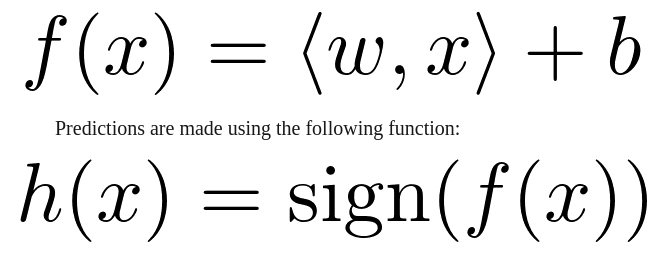 f(x) = ⟨w, x⟩ + b
Predictions are made using the following function:
h(x) = sign(f(x))